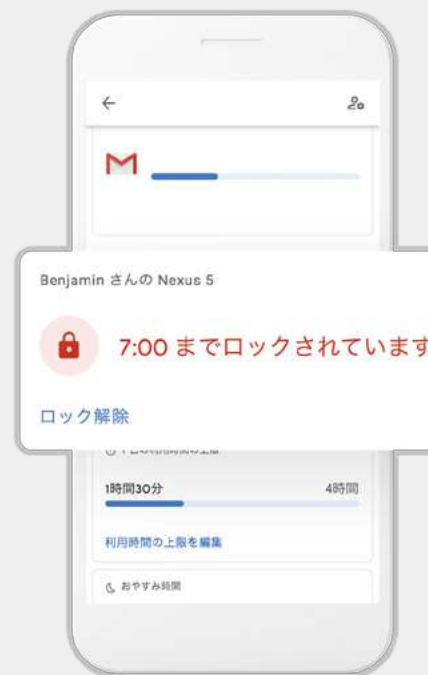 Benjamin さんの Nexus 5
7:00 までロックされています
ロック解除
1時間30分
4時間
利用時間の上限を編集
おやすみ時間